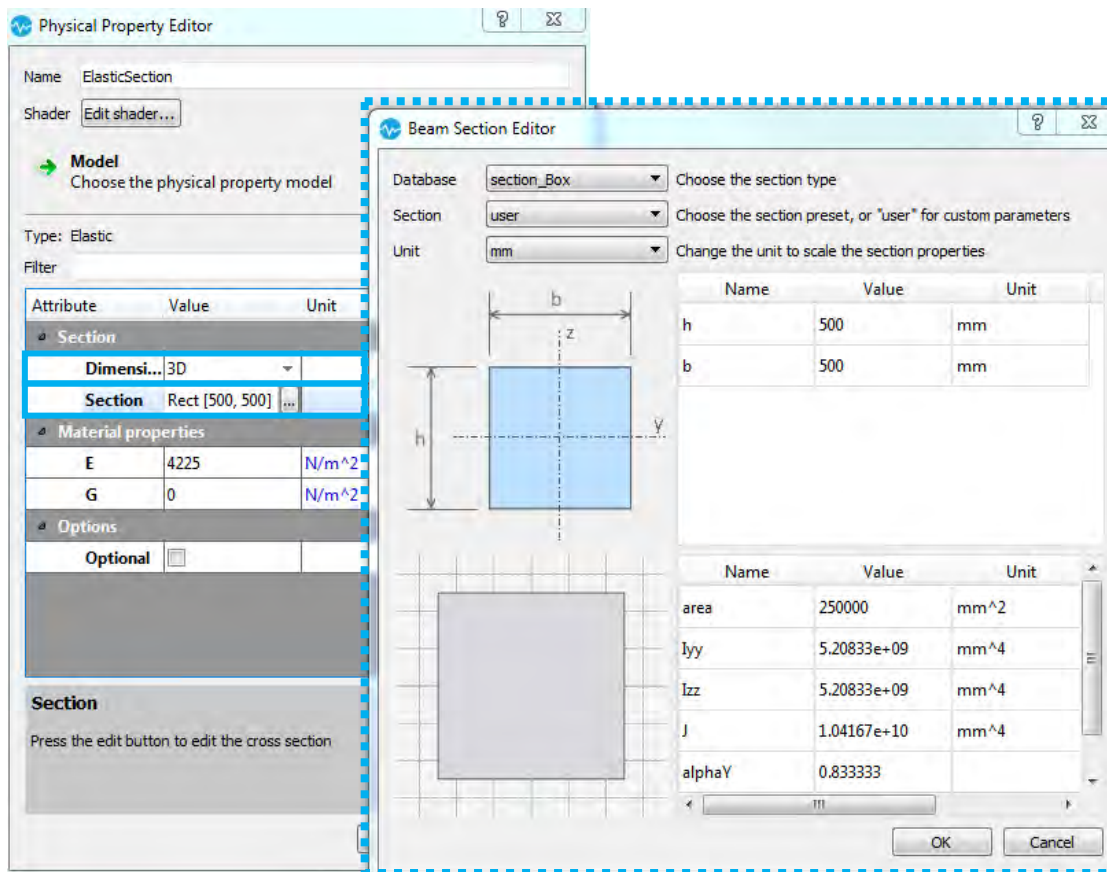 Physical Property Editor
Name ElasticSection
Shader Edit shader...
Model
Choose the physical property model
Type: Elastic
Filter
Attribute Value Unit
Section
Dimensi... 3D
Section Rect [500, 500] ...
Material properties
E 4225 N/m^2
G 0 N/m^2
Options
Optional
Section
Press the edit button to edit the cross section
Beam Section Editor
Database section_Box Choose the section type
Section user Choose the section preset, or "user" for custom parameters
Unit mm Change the unit to scale the section properties
b
z
y
h
Name Value Unit
h 500 mm
b 500 mm
Name Value Unit
area 250000 mm^2
Iyy 5.20833e+09 mm^4
Izz 5.20833e+09 mm^4
J 1.04167e+10 mm^4
alphaY 0.833333
OK Cancel